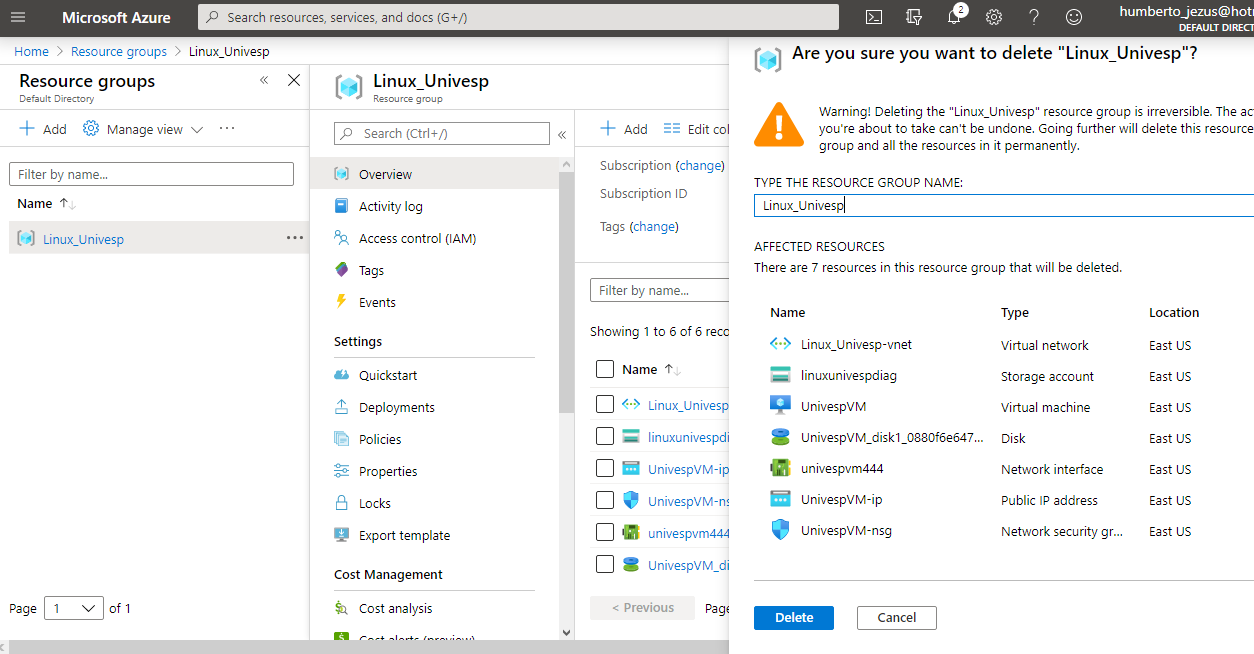 Microsoft Azure
Search resources, services, and docs (G+/)
2
humberto_jezus@hot
DEFAULT DIRECT
Home > Resource groups > Linux_Univesp
Resource groups
Default Directory
Add Manage view ...
Filter by name...
Name
Linux_Univesp ...
Page 1 of 1
Linux_Univesp
Resource group
Search (Ctrl+/)
Overview
Activity log
Access control (IAM)
Tags
Events
Settings
Quickstart
Deployments
Policies
Properties
Locks
Export template
Cost Management
Cost analysis
Cost alerts (preview)
Add Edit col
Subscription (change)
Subscription ID
Tags (change)
Filter by name...
Showing 1 to 6 of 6 reco
Name
Linux_Univesp
linuxunivespdi
UnivespVM-ip
UnivespVM-ns
univespvm444
UnivespVM_di
< Previous Page
Are you sure you want to delete "Linux_Univesp"?
Warning! Deleting the "Linux_Univesp" resource group is irreversible. The ac
you're about to take can't be undone. Going further will delete this resource
group and all the resources in it permanently.
TYPE THE RESOURCE GROUP NAME:
Linux_Univesp
AFFECTED RESOURCES
There are 7 resources in this resource group that will be deleted.
Name Type Location
Linux_Univesp-vnet Virtual network East US
linuxunivespdiag Storage account East US
UnivespVM Virtual machine East US
UnivespVM_disk1_0880f6e647... Disk East US
univespvm444 Network interface East US
UnivespVM-ip Public IP address East US
UnivespVM-nsg Network security gr... East US
Delete Cancel